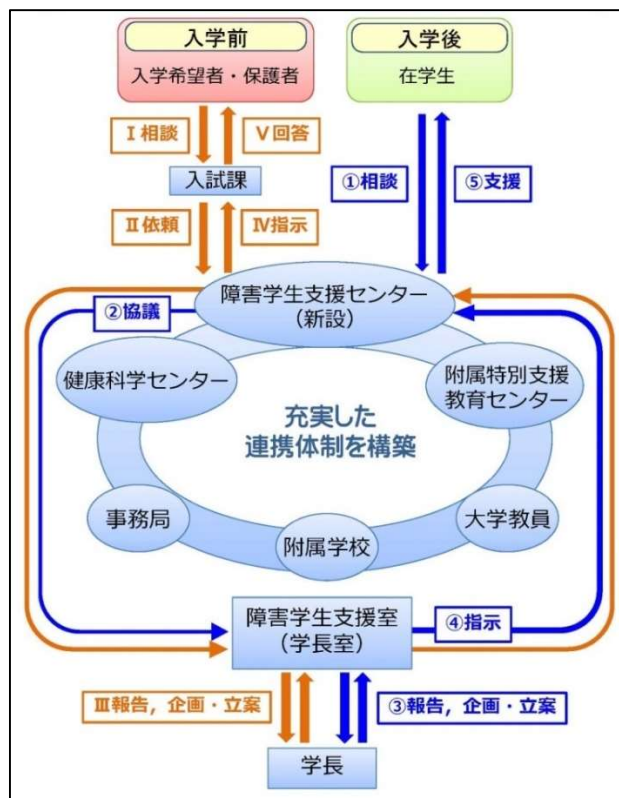 入学前
入学希望者・保護者
入学後
在学生
Ⅰ相談
Ⅴ回答
入試課
①相談
⑤支援
Ⅱ依頼
Ⅳ指示
障害学生支援センター
(新設)
②協議
健康科学センター
附属特別支援
教育センター
充実した
連携体制を構築
事務局
附属学校
大学教員
障害学生支援室
(学長室)
④指示
Ⅲ報告，企画・立案
③報告，企画・立案
学長